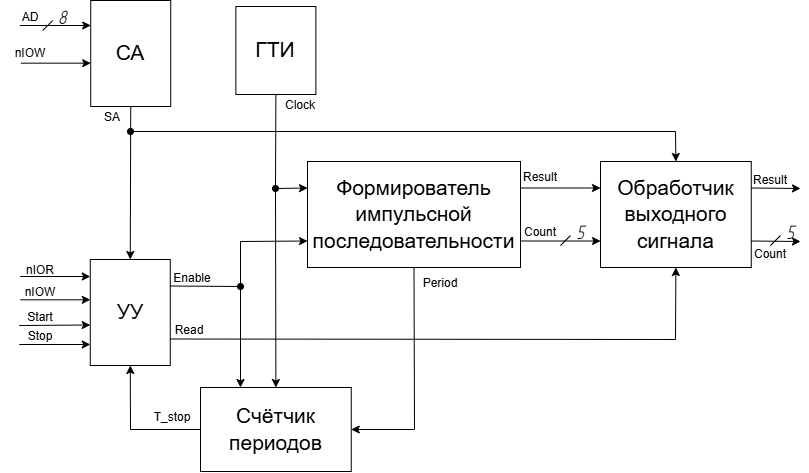 AD
8
nIOW
СА
ГТИ
SA
Clock
Формирователь
импульсной
последовательности
Result
Count
5
Обработчик
выходного
сигнала
Result
5
Count
nIOR
nIOW
Start
Stop
УУ
Enable
Read
Period
T_stop
Счётчик
периодов